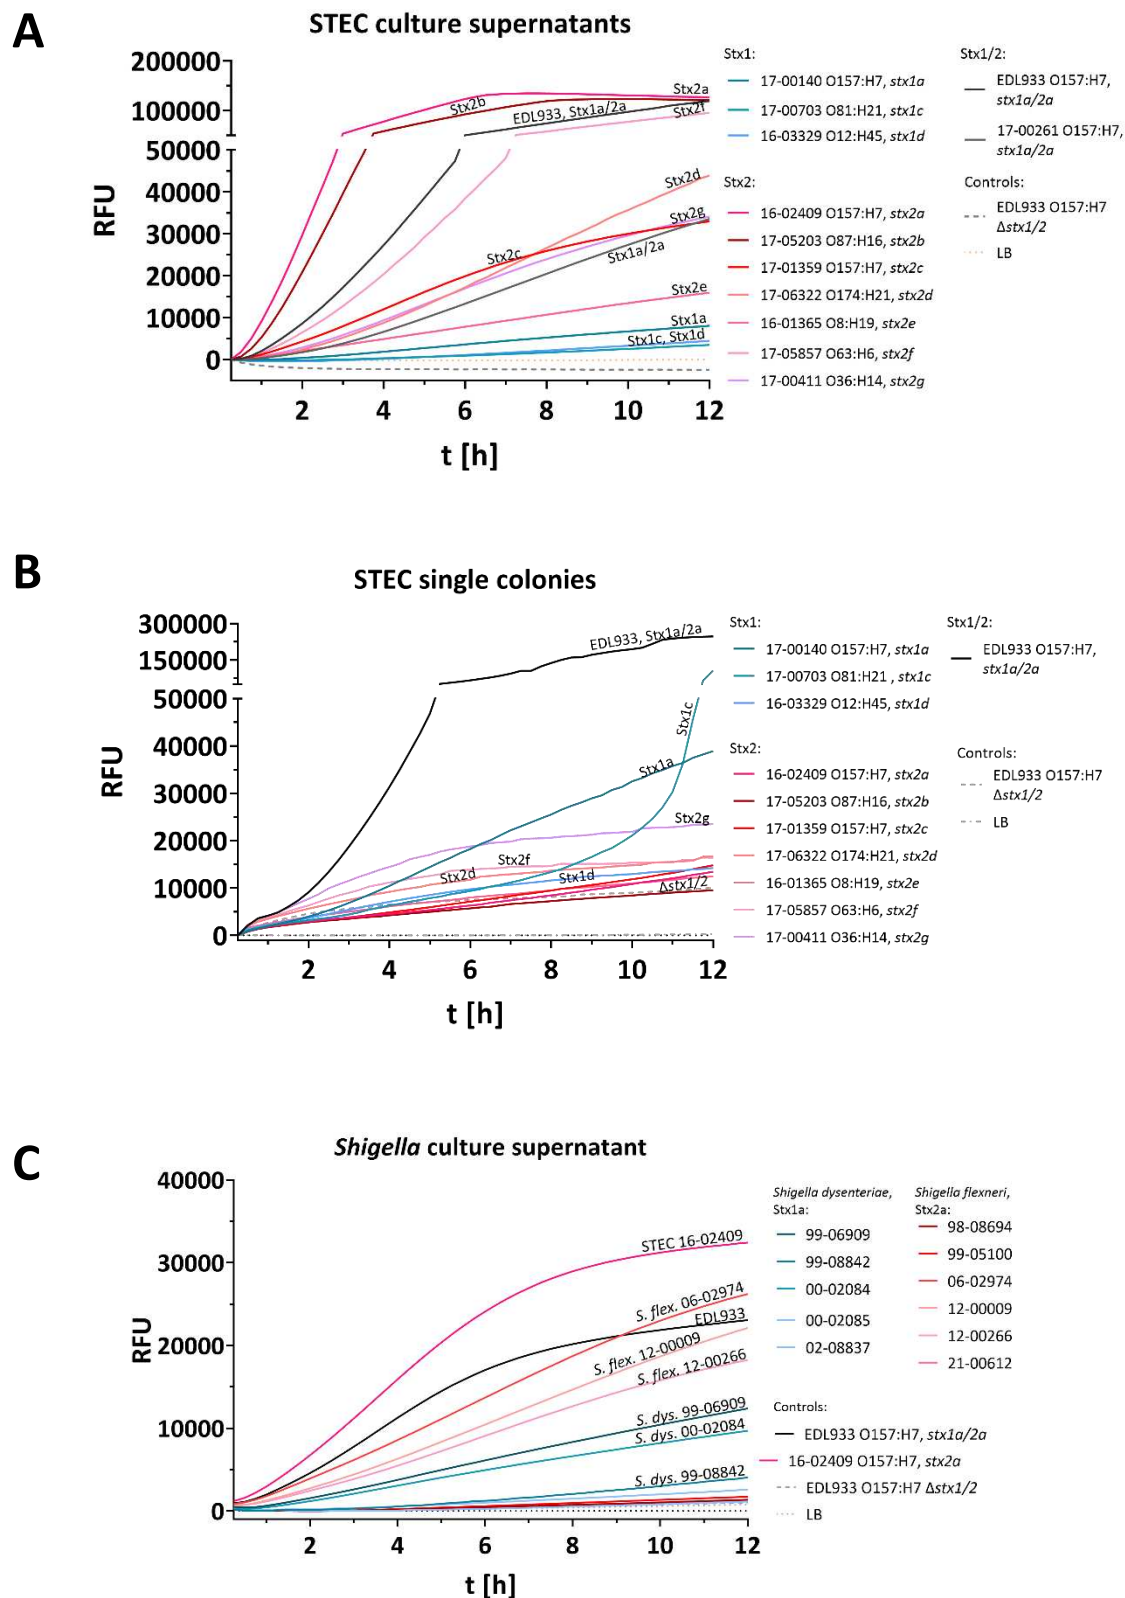 A
STEC culture supernatants
200000
150000
100000
50000
40000
30000
20000
10000
0
RFU
2
4
6
8
10
12
t [h]
Stx2b
Stx2a
EDL933, Stx1a/2a
Stx2f
Stx2d
Stx2g
Stx2c
Stx1a/2a
Stx2e
Stx1a
Stx1c, Stx1d
Stx1:
17-00140 O157:H7, stx1a
17-00703 O81:H21, stx1c
16-03329 O12:H45, stx1d
Stx2:
16-02409 O157:H7, stx2a
17-05203 O87:H16, stx2b
17-01359 O157:H7, stx2c
17-06322 O174:H21, stx2d
16-01365 O8:H19, stx2e
17-05857 O63:H6, stx2f
17-00411 O36:H14, stx2g
Stx1/2:
EDL933 O157:H7,
stx1a/2a
17-00261 O157:H7,
stx1a/2a
Controls:
EDL933 O157:H7
Δstx1/2
LB
B
STEC single colonies
300000
150000
50000
40000
30000
20000
10000
0
RFU
2
4
6
8
10
12
t [h]
EDL933, Stx1a/2a
Stx1c
Stx1a
Stx2g
Stx2f
Stx2d
Stx1d
Δstx1/2
Stx1:
17-00140 O157:H7, stx1a
17-00703 O81:H21 , stx1c
16-03329 O12:H45, stx1d
Stx2:
16-02409 O157:H7, stx2a
17-05203 O87:H16, stx2b
17-01359 O157:H7, stx2c
17-06322 O174:H21, stx2d
16-01365 O8:H19, stx2e
17-05857 O63:H6, stx2f
17-00411 O36:H14, stx2g
Stx1/2:
EDL933 O157:H7,
stx1a/2a
Controls:
EDL933 O157:H7
Δstx1/2
LB
C
Shigella culture supernatant
40000
30000
20000
10000
0
RFU
2
4
6
8
10
12
t [h]
STEC 16-02409
S. flex. 06-02974
EDL933
S. flex. 12-00009
S. flex. 12-00266
S. dys. 99-06909
S. dys. 00-02084
S. dys. 99-08842
Shigella dysenteriae,
Stx1a:
99-06909
99-08842
00-02084
00-02085
02-08837
Shigella flexneri,
Stx2a:
98-08694
99-05100
06-02974
12-00009
12-00266
21-00612
Controls:
EDL933 O157:H7, stx1a/2a
16-02409 O157:H7, stx2a
EDL933 O157:H7 Δstx1/2
LB